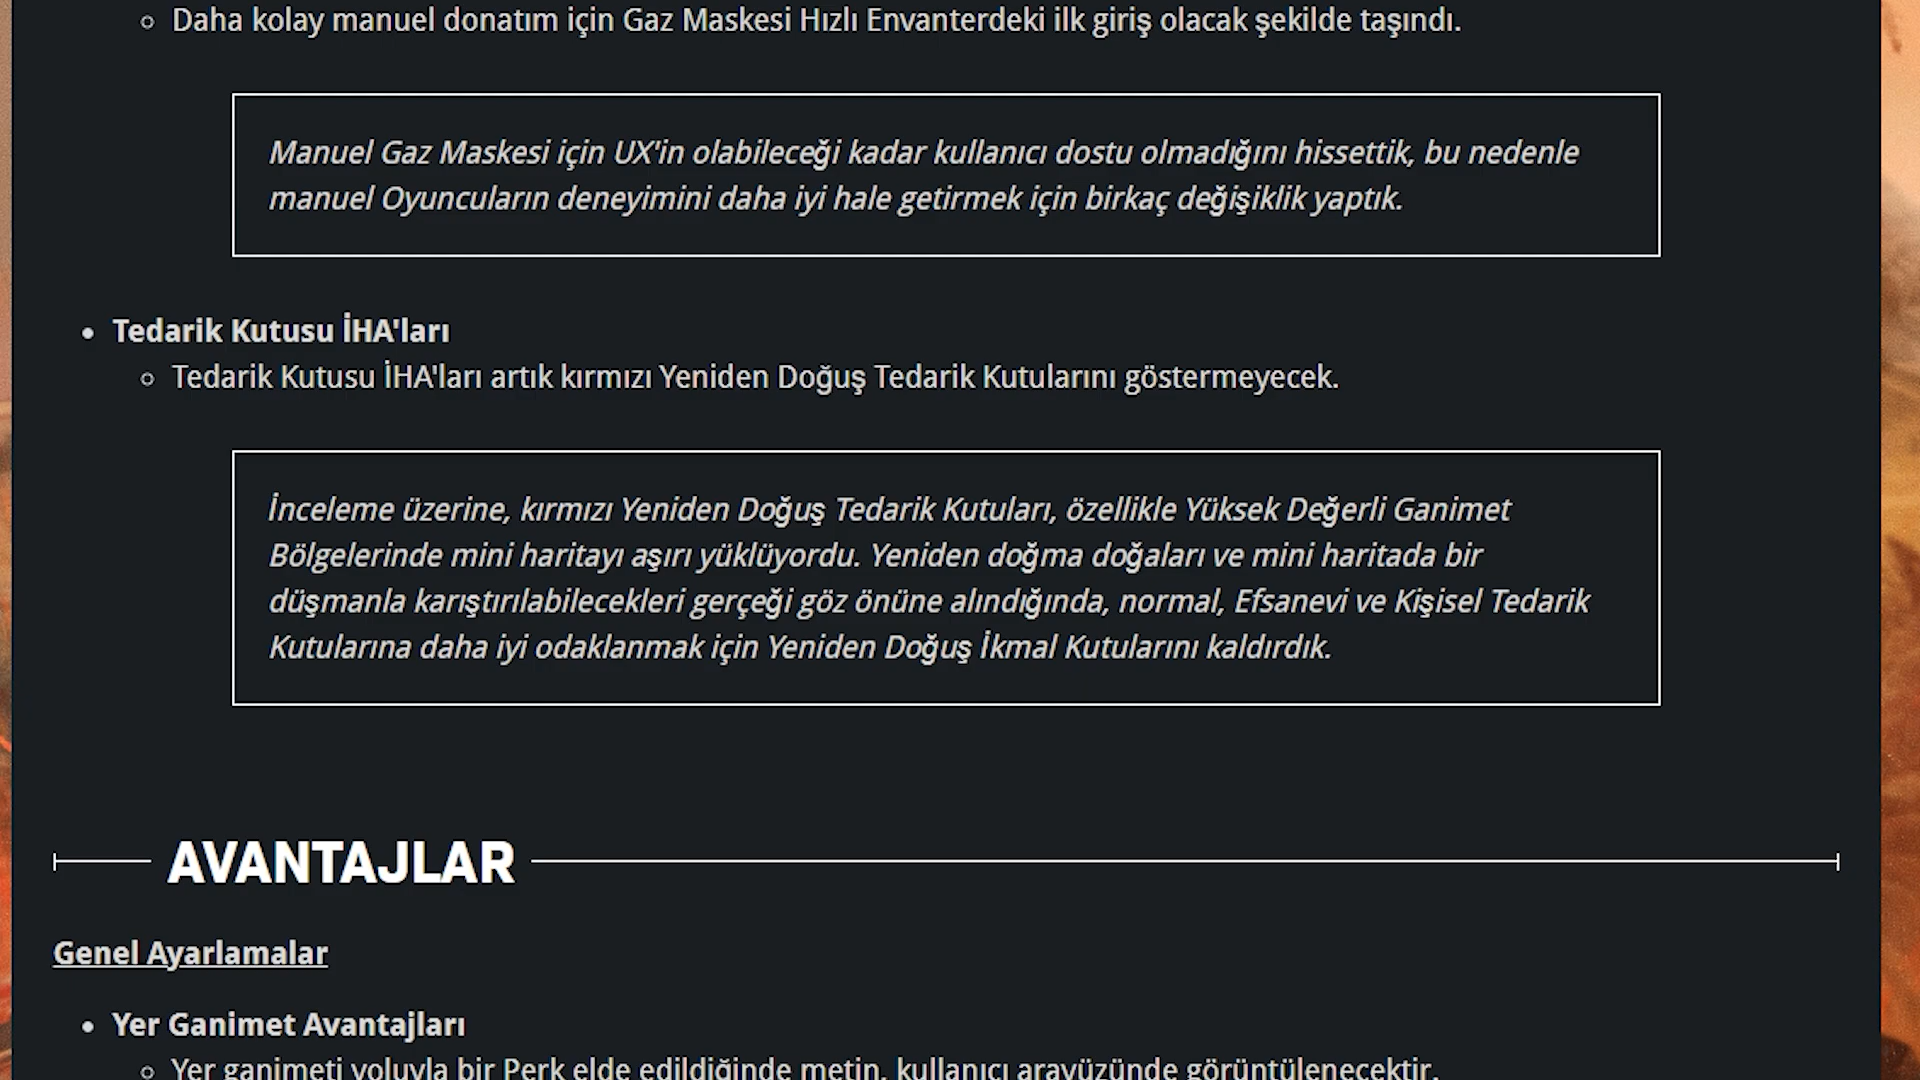 Daha kolay manuel donatım için Gaz Maskesi Hızlı Envanterdeki ilk giriş olacak şekilde taşındı.
Manuel Gaz Maskesi için UX'in olabileceği kadar kullanıcı dostu olmadığını hissettik, bu nedenle
manuel Oyuncuların deneyimini daha iyi hale getirmek için birkaç değişiklik yaptık.
Tedarik Kutusu İHA'ları
Tedarik Kutusu İHA'ları artık kırmızı Yeniden Doğuş Tedarik Kutularını göstermeyecek.
İnceleme üzerine, kırmızı Yeniden Doğuş Tedarik Kutuları, özellikle Yüksek Değerli Ganimet
Bölgelerinde mini haritayı aşırı yüklüyordu. Yeniden doğma doğaları ve mini haritada bir
düşmanla karıştırılabilecekleri gerçeği göz önüne alındığında, normal, Efsanevi ve Kişisel Tedarik
Kutularına daha iyi odaklanmak için Yeniden Doğuş İkmal Kutularını kaldırdık.
AVANTAJLAR
Genel Ayarlamalar
Yer Ganimet Avantajları
Yer ganimeti yoluyla bir Perk elde edildiğinde metin, kullanıcı arayüzünde görüntülenecektir.